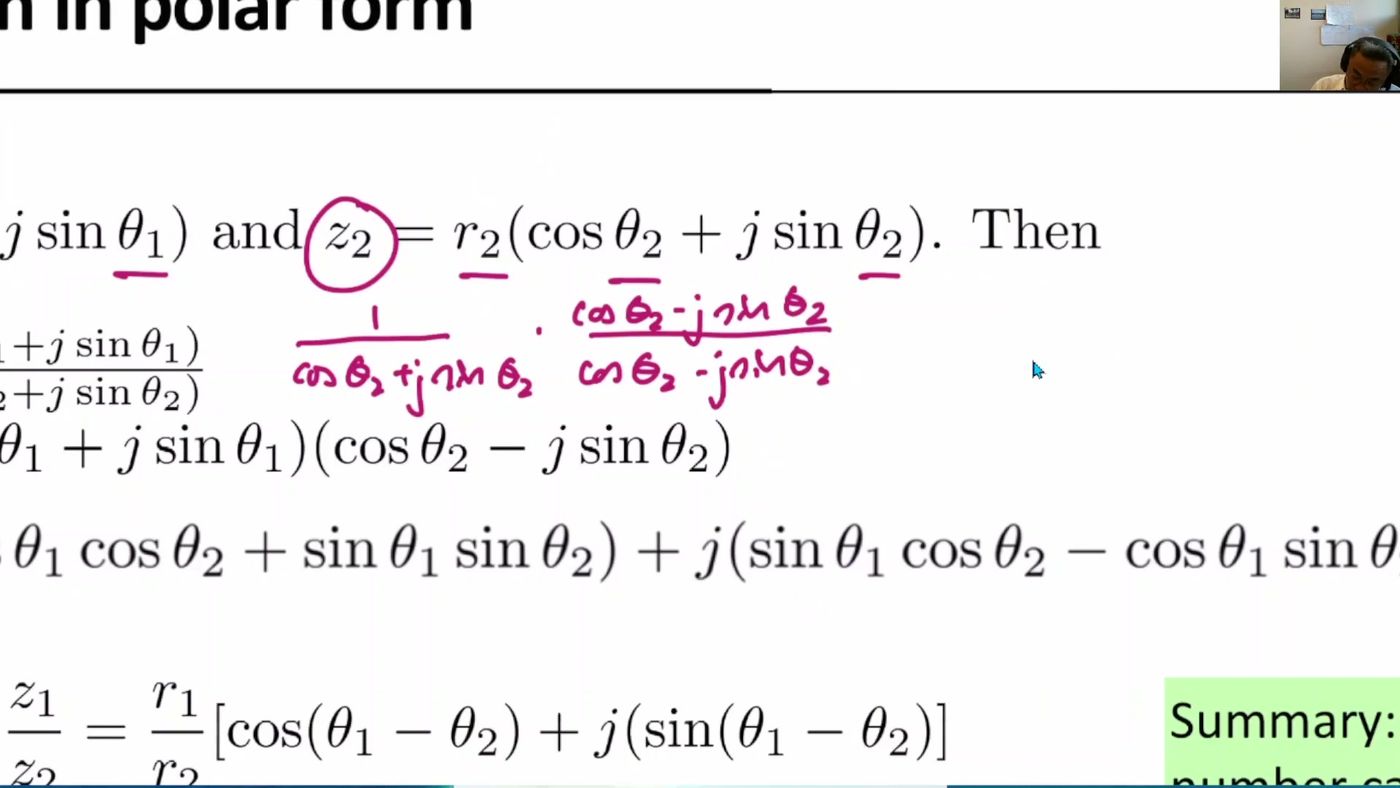 n in polar form
j sin θ₁) and z₂ = r₂(cos θ₂ + j sin θ₂). Then
1 / (cos θ₂ + j sin θ₂) · (cos θ₂ - j sin θ₂) / (cos θ₂ - j sin θ₂)
₁+j sin θ₁)
₂+j sin θ₂)
θ₁ + j sin θ₁)(cos θ₂ − j sin θ₂)
θ₁ cos θ₂ + sin θ₁ sin θ₂) + j(sin θ₁ cos θ₂ − cos θ₁ sin θ
z₁/z₂ = r₁/r₂ [cos(θ₁ − θ₂) + j(sin(θ₁ − θ₂)]
Summary:
number ca